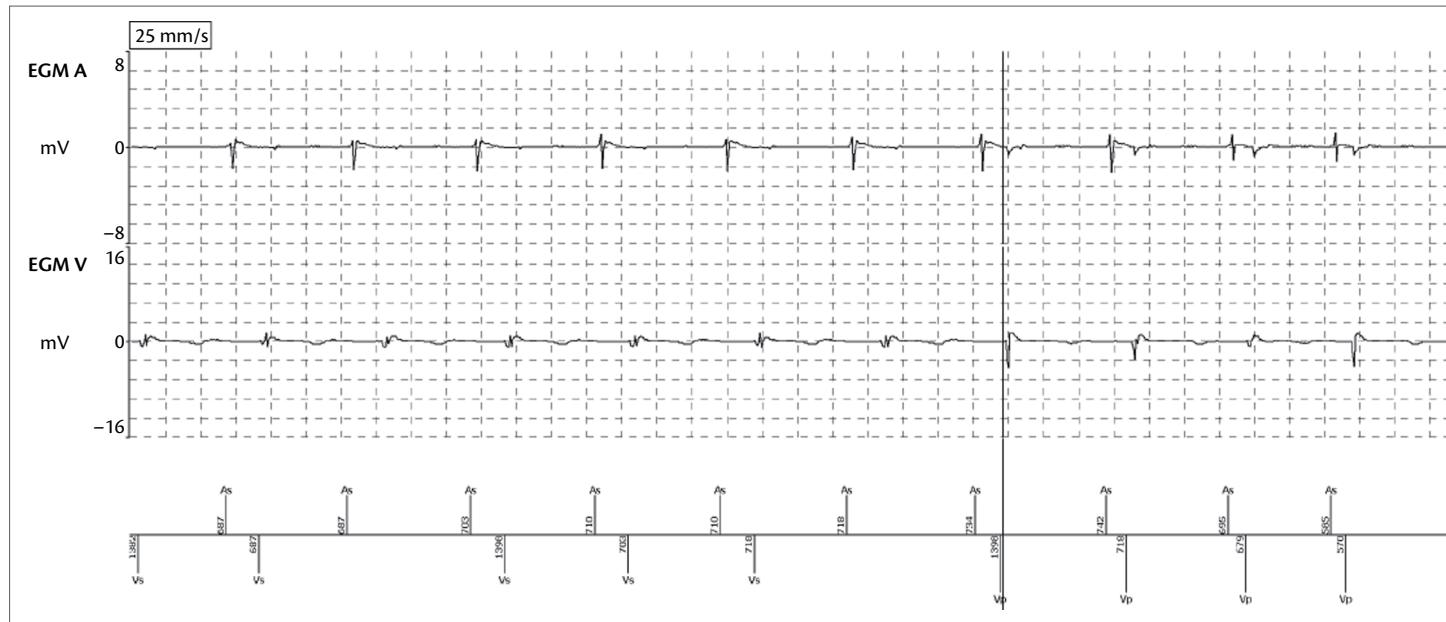 25 mm/s
EGM A
8
mV
0
−8
EGM V
16
mV
0
−16
As As As As As As As As As As
687 687 703 710 710 718 734 742 695 585
1382 687 1398 703 718 1398 718 679 570
Vs Vs Vs Vs Vs Vp Vp Vp Vp